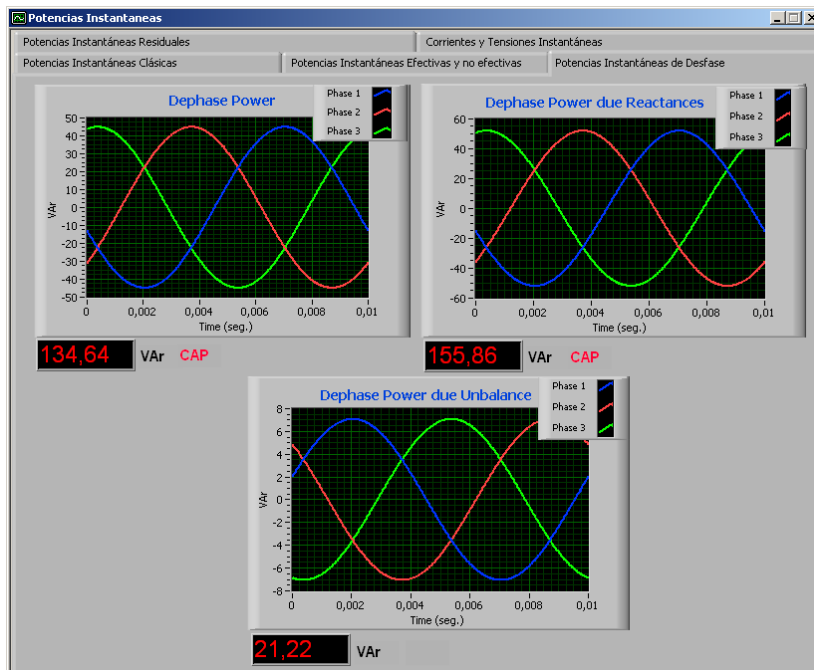 Potencias Instantaneas
Potencias Instantáneas Residuales
Corrientes y Tensiones Instantáneas
Potencias Instantáneas Clásicas
Potencias Instantáneas Efectivas y no efectivas
Potencias Instantáneas de Desfase
Dephase Power
Phase 1
Phase 2
Phase 3
VAr
50
40
30
20
10
0
-10
-20
-30
-40
-50
0 0,002 0,004 0,006 0,008 0,01
Time (seg.)
134,64 VAr CAP
Dephase Power due Reactances
Phase 1
Phase 2
Phase 3
VAr
60
40
20
0
-20
-40
-60
0 0,002 0,004 0,006 0,008 0,01
Time (seg.)
155,86 VAr CAP
Dephase Power due Unbalance
Phase 1
Phase 2
Phase 3
VAr
8
6
4
2
0
-2
-4
-6
-8
0 0,002 0,004 0,006 0,008 0,01
Time (seg.)
21,22 VAr